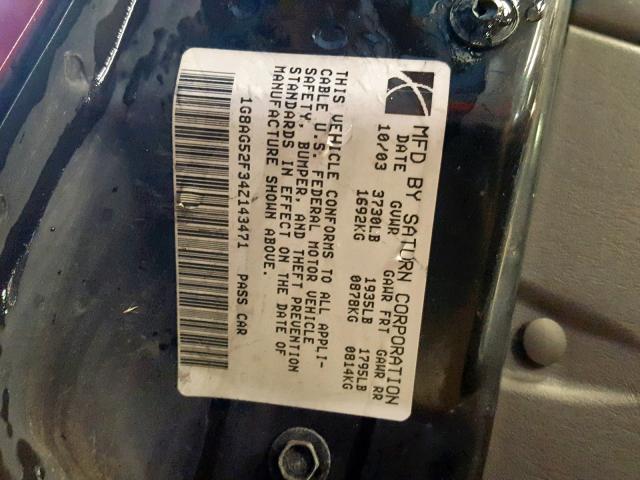 MFD BY SATURN CORPORATION
DATE GVWR GAWR FRT GAWR RR
10/03 3730LB 1935LB 1795LB
1692KG 0878KG 0814KG
THIS VEHICLE CONFORMS TO ALL APPLI-
CABLE U.S. FEDERAL MOTOR VEHICLE
SAFETY, BUMPER, AND THEFT PREVENTION
STANDARDS IN EFFECT ON THE DATE OF
MANUFACTURE SHOWN ABOVE.
1G8AG52F34Z143471 PASS CAR